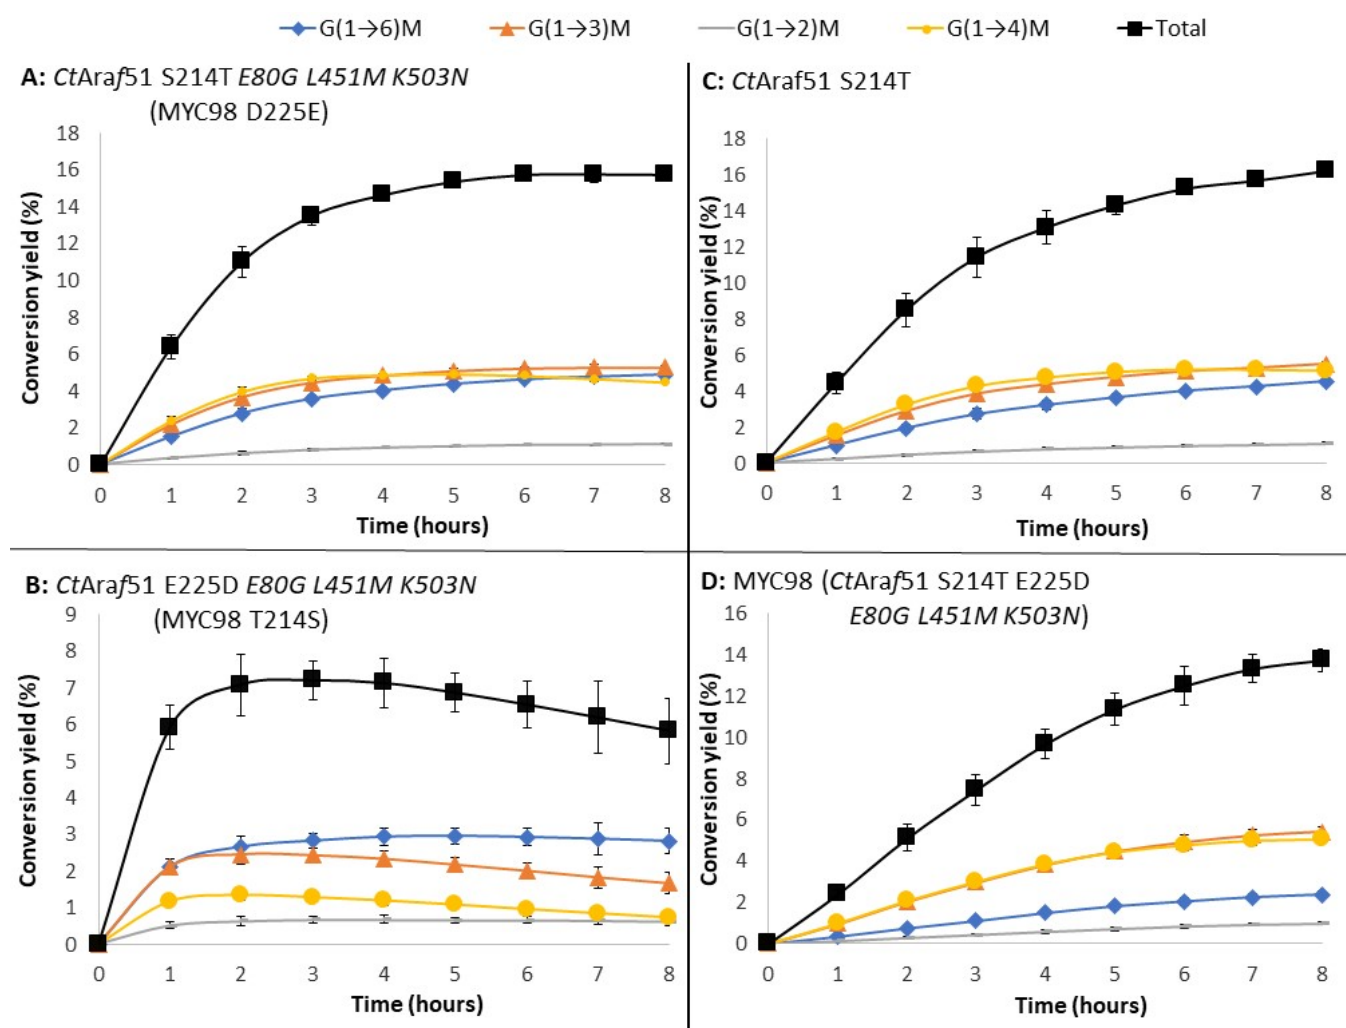 G(1→6)M G(1→3)M G(1→2)M G(1→4)M Total
A: CtAraf51 S214T E80G L451M K503N
(MYC98 D225E)
Conversion yield (%)
18
16
14
12
10
8
6
4
2
0
0 1 2 3 4 5 6 7 8
Time (hours)
C: CtAraf51 S214T
Conversion yield (%)
18
16
14
12
10
8
6
4
2
0
0 1 2 3 4 5 6 7 8
Time (hours)
B: CtAraf51 E225D E80G L451M K503N
(MYC98 T214S)
Conversion yield (%)
9
8
7
6
5
4
3
2
1
0
0 1 2 3 4 5 6 7 8
Time (hours)
D: MYC98 (CtAraf51 S214T E225D
E80G L451M K503N)
Conversion yield (%)
16
14
12
10
8
6
4
2
0
0 1 2 3 4 5 6 7 8
Time (hours)